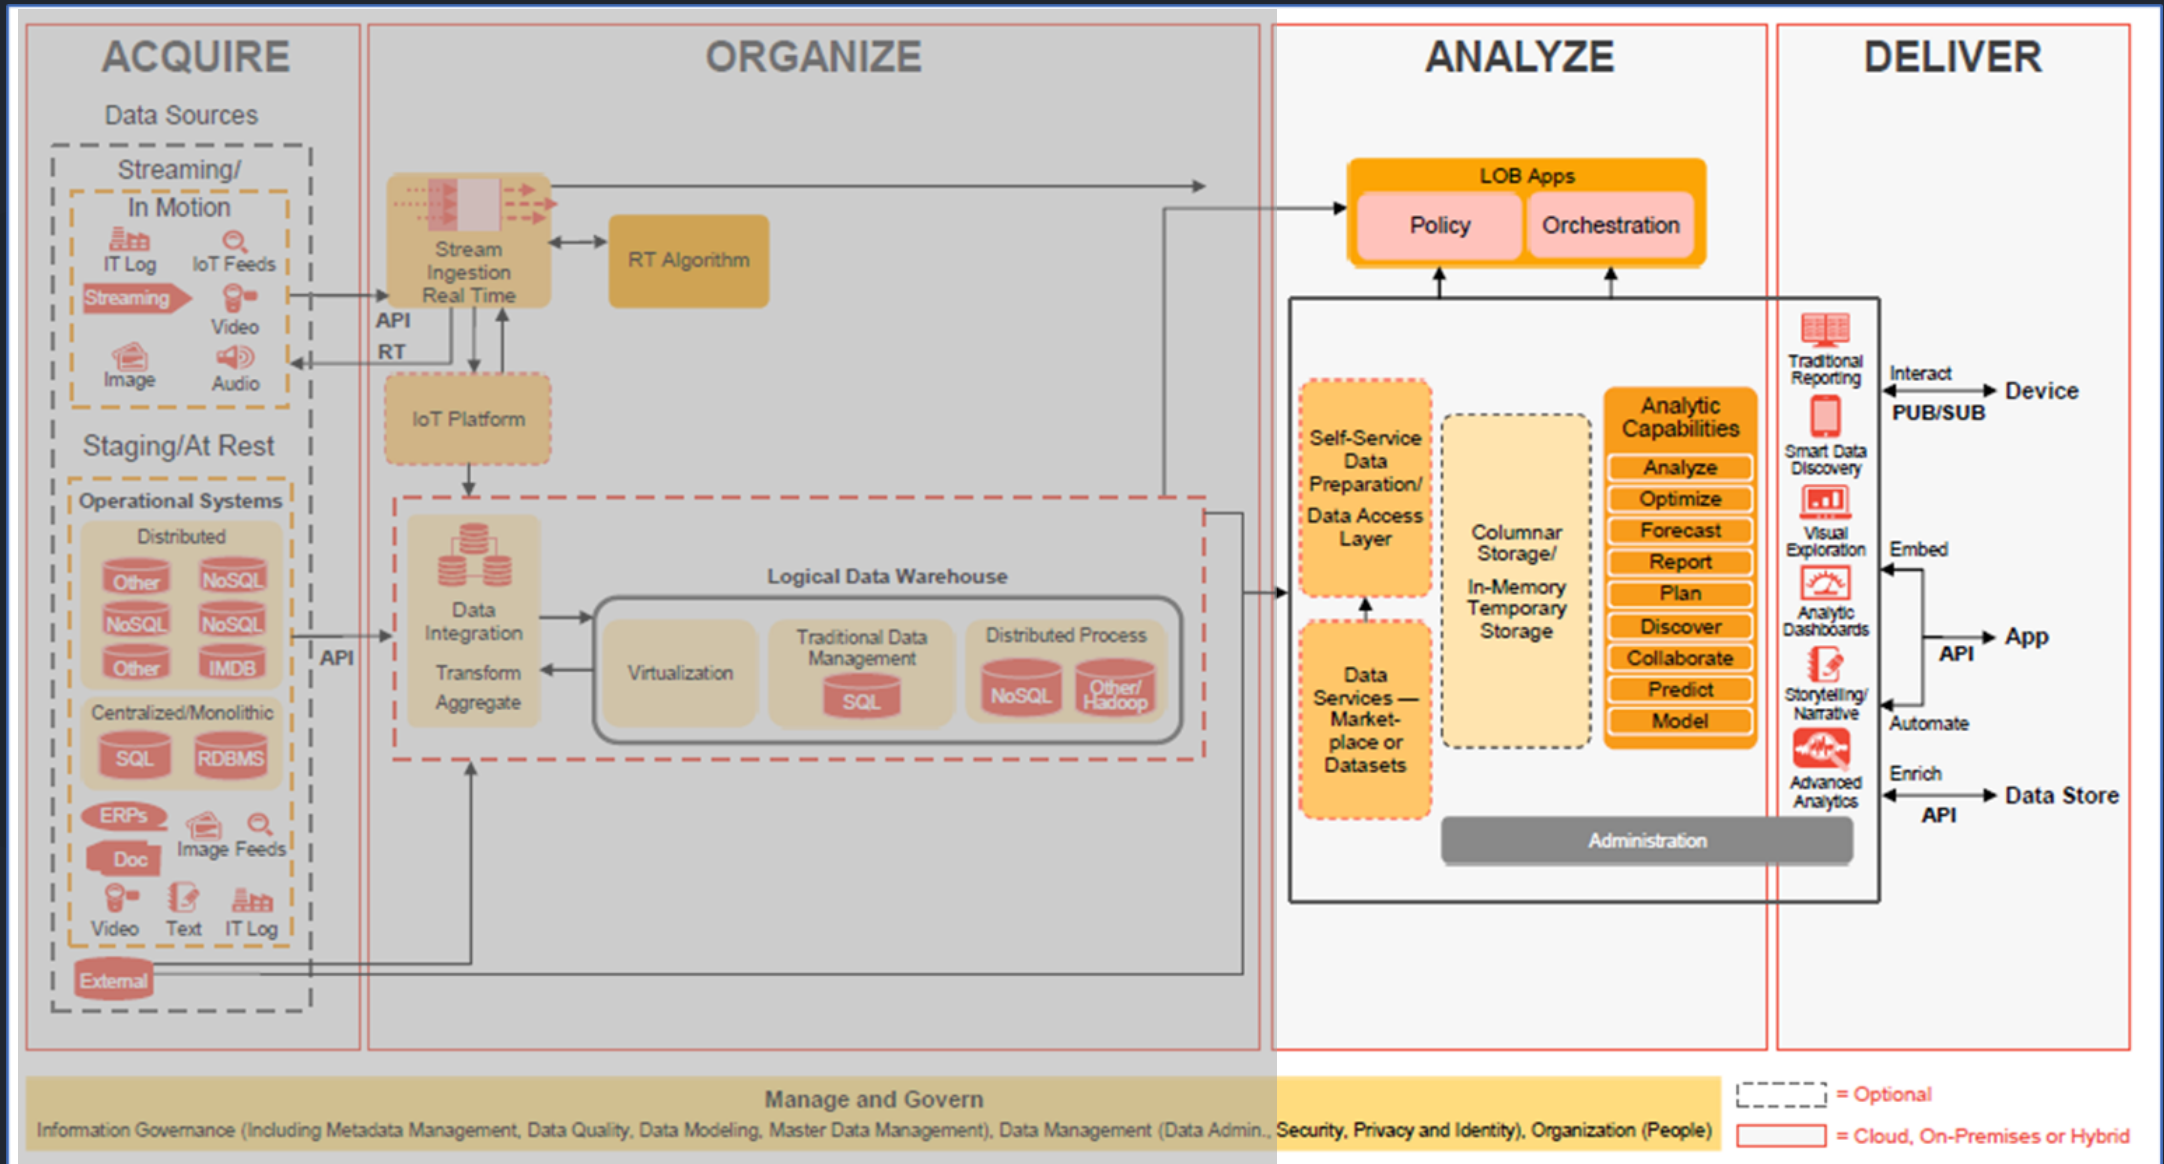 ACQUIRE
Data Sources
Streaming/
In Motion
IT Log
IoT Feeds
Streaming
Video
Image
Audio
Staging/At Rest
Operational Systems
Distributed
Other
NoSQL
NoSQL
NoSQL
Other
IMDB
Centralized/Monolithic
SQL
RDBMS
ERPs
Doc
Image
Feeds
Video
Text
IT Log
External
API
RT
API
ORGANIZE
Stream
Ingestion
Real Time
RT Algorithm
IoT Platform
Data
Integration
Transform
Aggregate
Logical Data Warehouse
Virtualization
Traditional Data
Management
SQL
Distributed Process
NoSQL
Other/
Hadoop
ANALYZE
LOB Apps
Policy
Orchestration
Self-Service
Data
Preparation/
Data Access
Layer
Data
Services —
Market-
place or
Datasets
Columnar
Storage/
In-Memory
Temporary
Storage
Analytic
Capabilities
Analyze
Optimize
Forecast
Report
Plan
Discover
Collaborate
Predict
Model
Administration
DELIVER
Traditional
Reporting
Smart Data
Discovery
Visual
Exploration
Analytic
Dashboards
Storytelling/
Narrative
Advanced
Analytics
Interact
PUB/SUB
Device
Embed
API
App
Automate
Enrich
API
Data Store
Manage and Govern
Information Governance (Including Metadata Management, Data Quality, Data Modeling, Master Data Management), Data Management (Data Admin., Security, Privacy and Identity), Organization (People)
= Optional
= Cloud, On-Premises or Hybrid